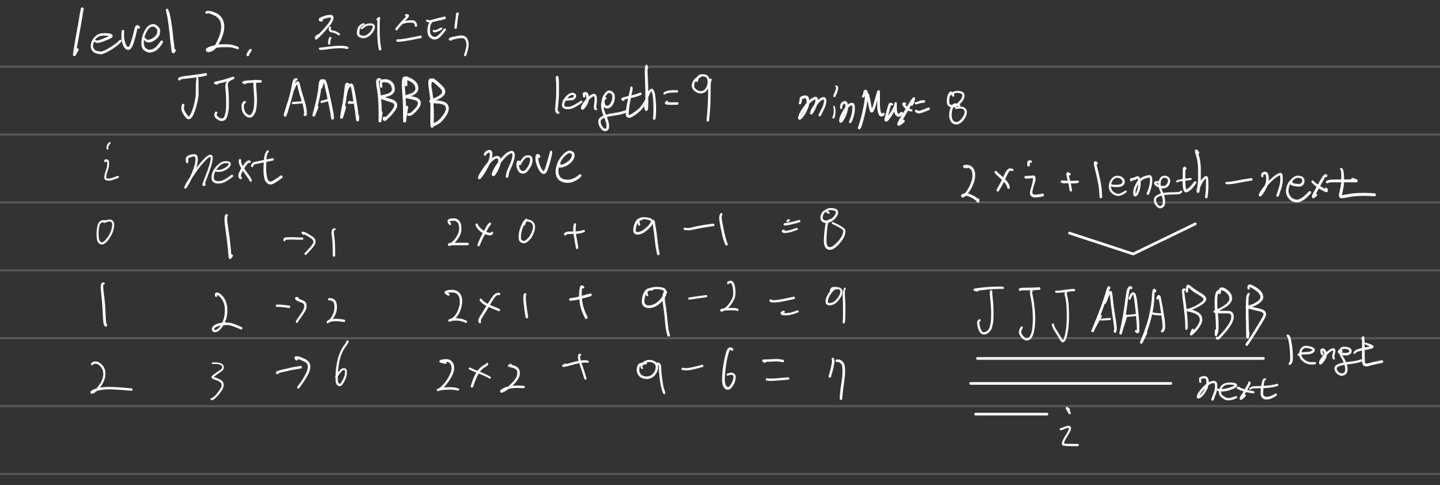 level 2. 조이스틱
JJJ AAA BBB length=9 minMax=8
i next move
2×i+length-next
0 1 →1 2×0 + 9-1 = 8
1 2 →2 2×1 + 9-2 = 9
JJJ AAA BBB
lengt
2 3 →6 2×2 + 9-6 = 7
next
i